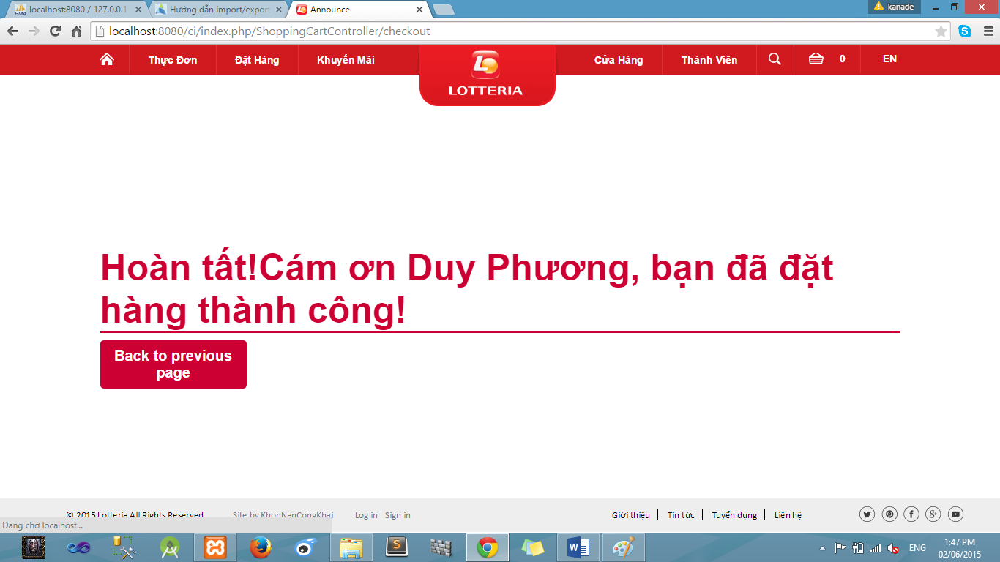 localhost:8080 / 127.0.0.1
Hướng dẫn import/export
Announce
kanade
localhost:8080/ci/index.php/ShoppingCartController/checkout
Thực Đơn
Đặt Hàng
Khuyến Mãi
LOTTERIA
Cửa Hàng
Thành Viên
0
EN
Hoàn tất!Cám ơn Duy Phương, bạn đã đặt
hàng thành công!
Back to previous
page
© 2015 Lotteria All Rights Reserved
Site by KhonNanCongKhai
Log in
Sign in
Giới thiệu
Tin tức
Tuyển dụng
Liên hệ
Đang chờ localhost...
ENG
1:47 PM
02/06/2015